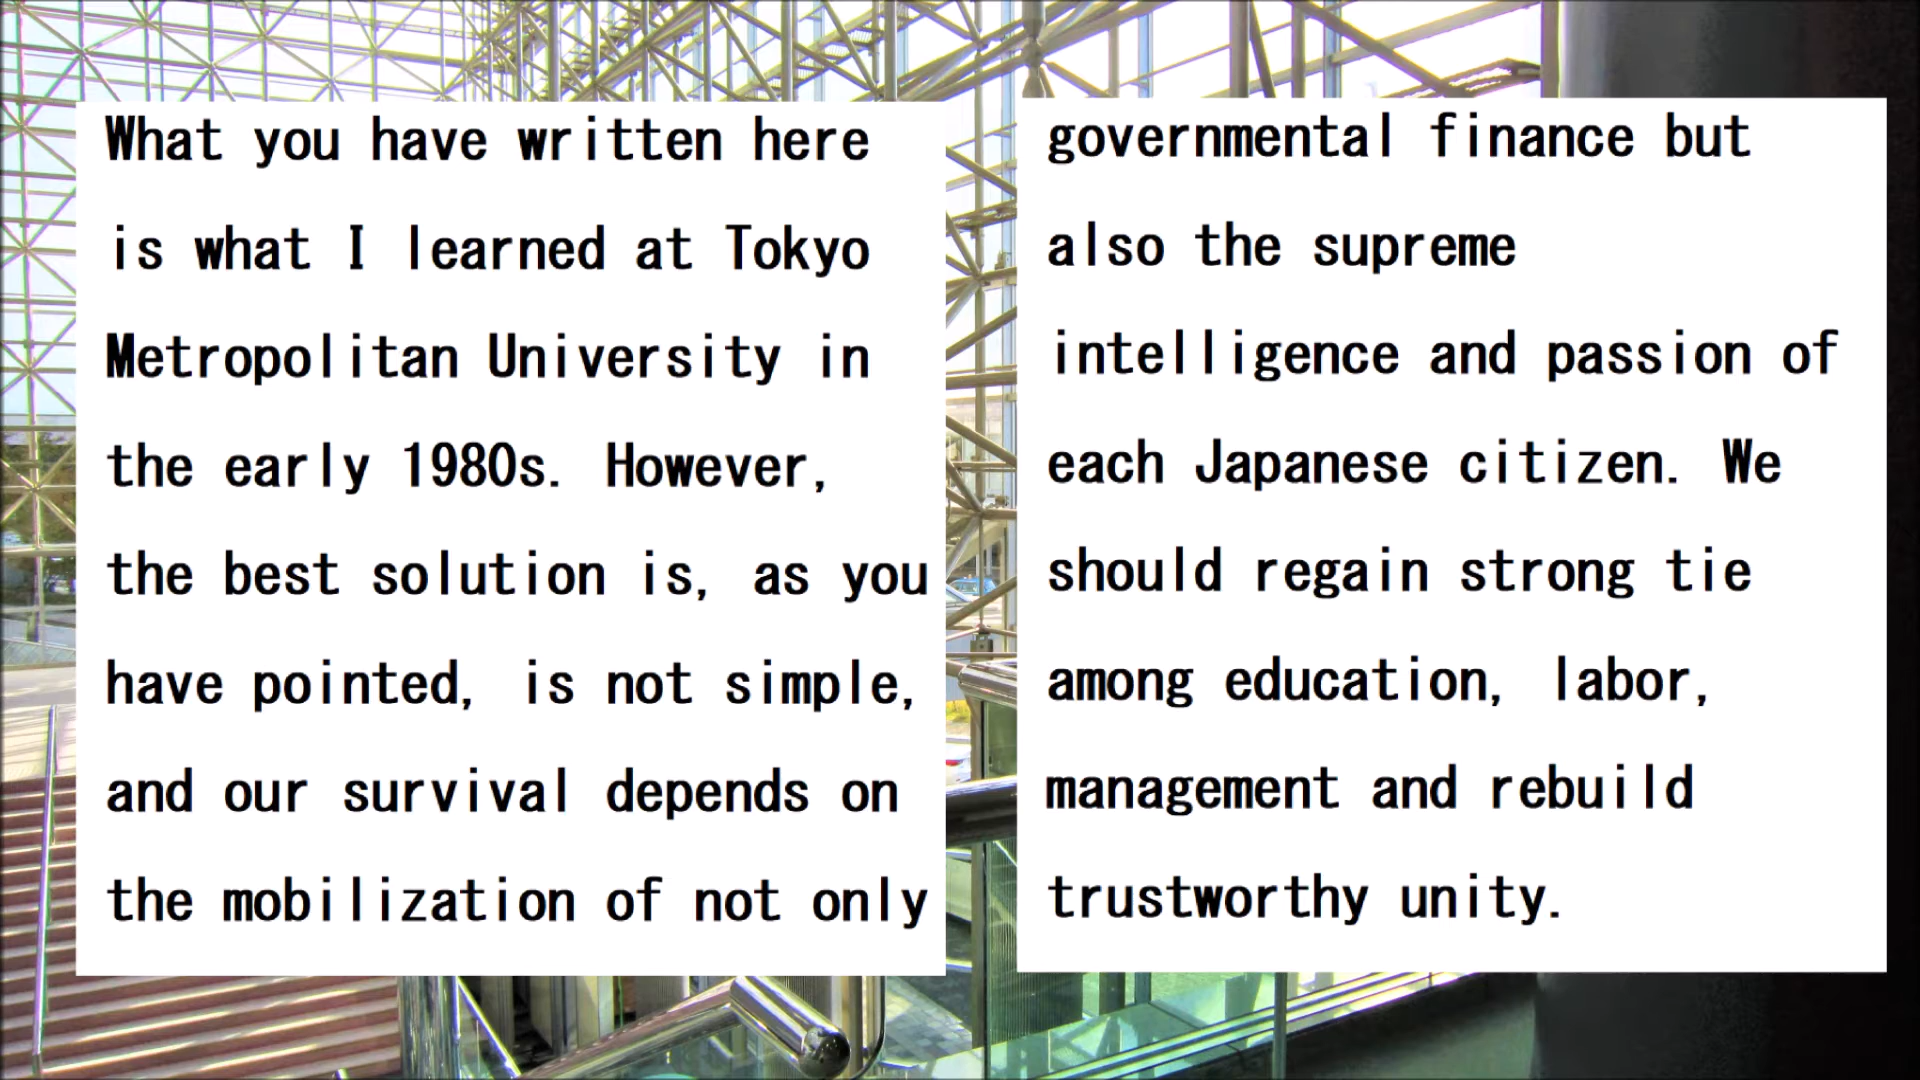 What you have written here
is what I learned at Tokyo
Metropolitan University in
the early 1980s. However,
the best solution is, as you
have pointed, is not simple,
and our survival depends on
the mobilization of not only
governmental finance but
also the supreme
intelligence and passion of
each Japanese citizen. We
should regain strong tie
among education, labor,
management and rebuild
trustworthy unity.